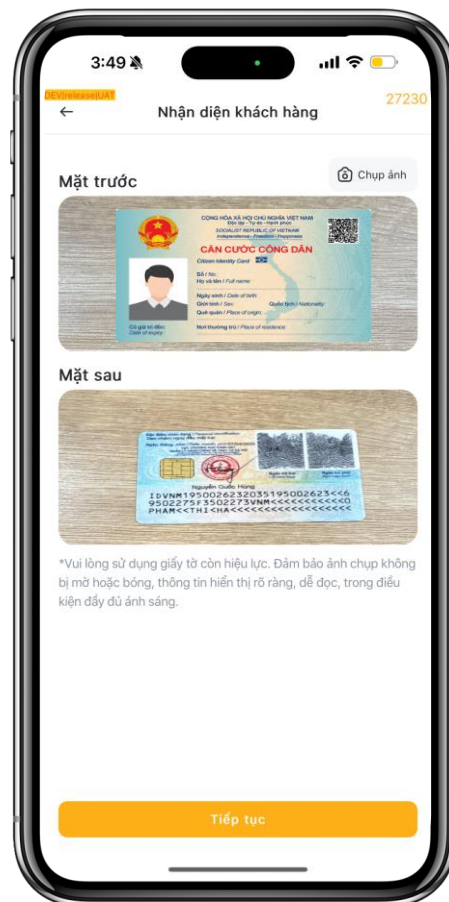 3:49
DEV|release|UAT
27230
Nhận diện khách hàng
Mặt trước
Chụp ảnh
CỘNG HÒA XÃ HỘI CHỦ NGHĨA VIỆT NAM
Độc lập - Tự do - Hạnh phúc
SOCIALIST REPUBLIC OF VIETNAM
Independence - Freedom - Happiness
CĂN CƯỚC CÔNG DÂN
Citizen Identity Card
Số / No.:
Họ và tên / Full name:
Ngày sinh / Date of birth:
Giới tính / Sex: Quốc tịch / Nationality:
Quê quán / Place of origin:
Có giá trị đến: Nơi thường trú / Place of residence:
Date of expiry:
Mặt sau
Nguyễn Quốc Hùng
IDVNM1950026232035195002623<<6
9502275F3502273VNM<<<<<<<<<<<0
PHAM<<THI<HA<<<<<<<<<<<<<<<<<<
*Vui lòng sử dụng giấy tờ còn hiệu lực. Đảm bảo ảnh chụp không
bị mờ hoặc bóng, thông tin hiển thị rõ ràng, dễ đọc, trong điều
kiện đầy đủ ánh sáng.
Tiếp tục